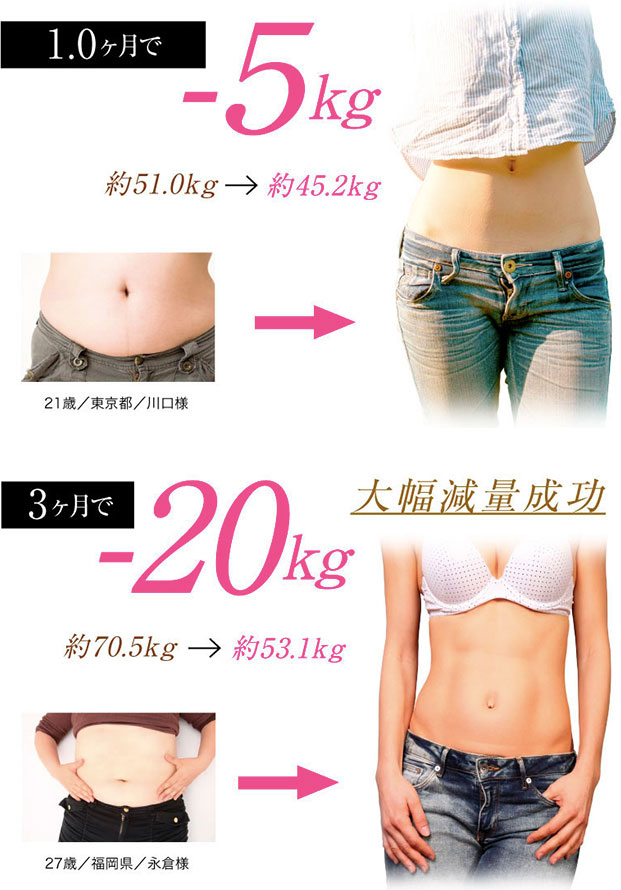 1.0ヶ月で
-5kg
約51.0kg→約45.2kg
21歳／東京都／川口様
3ヶ月で
-20kg
大幅減量成功
約70.5kg→約53.1kg
27歳／福岡県／永倉様